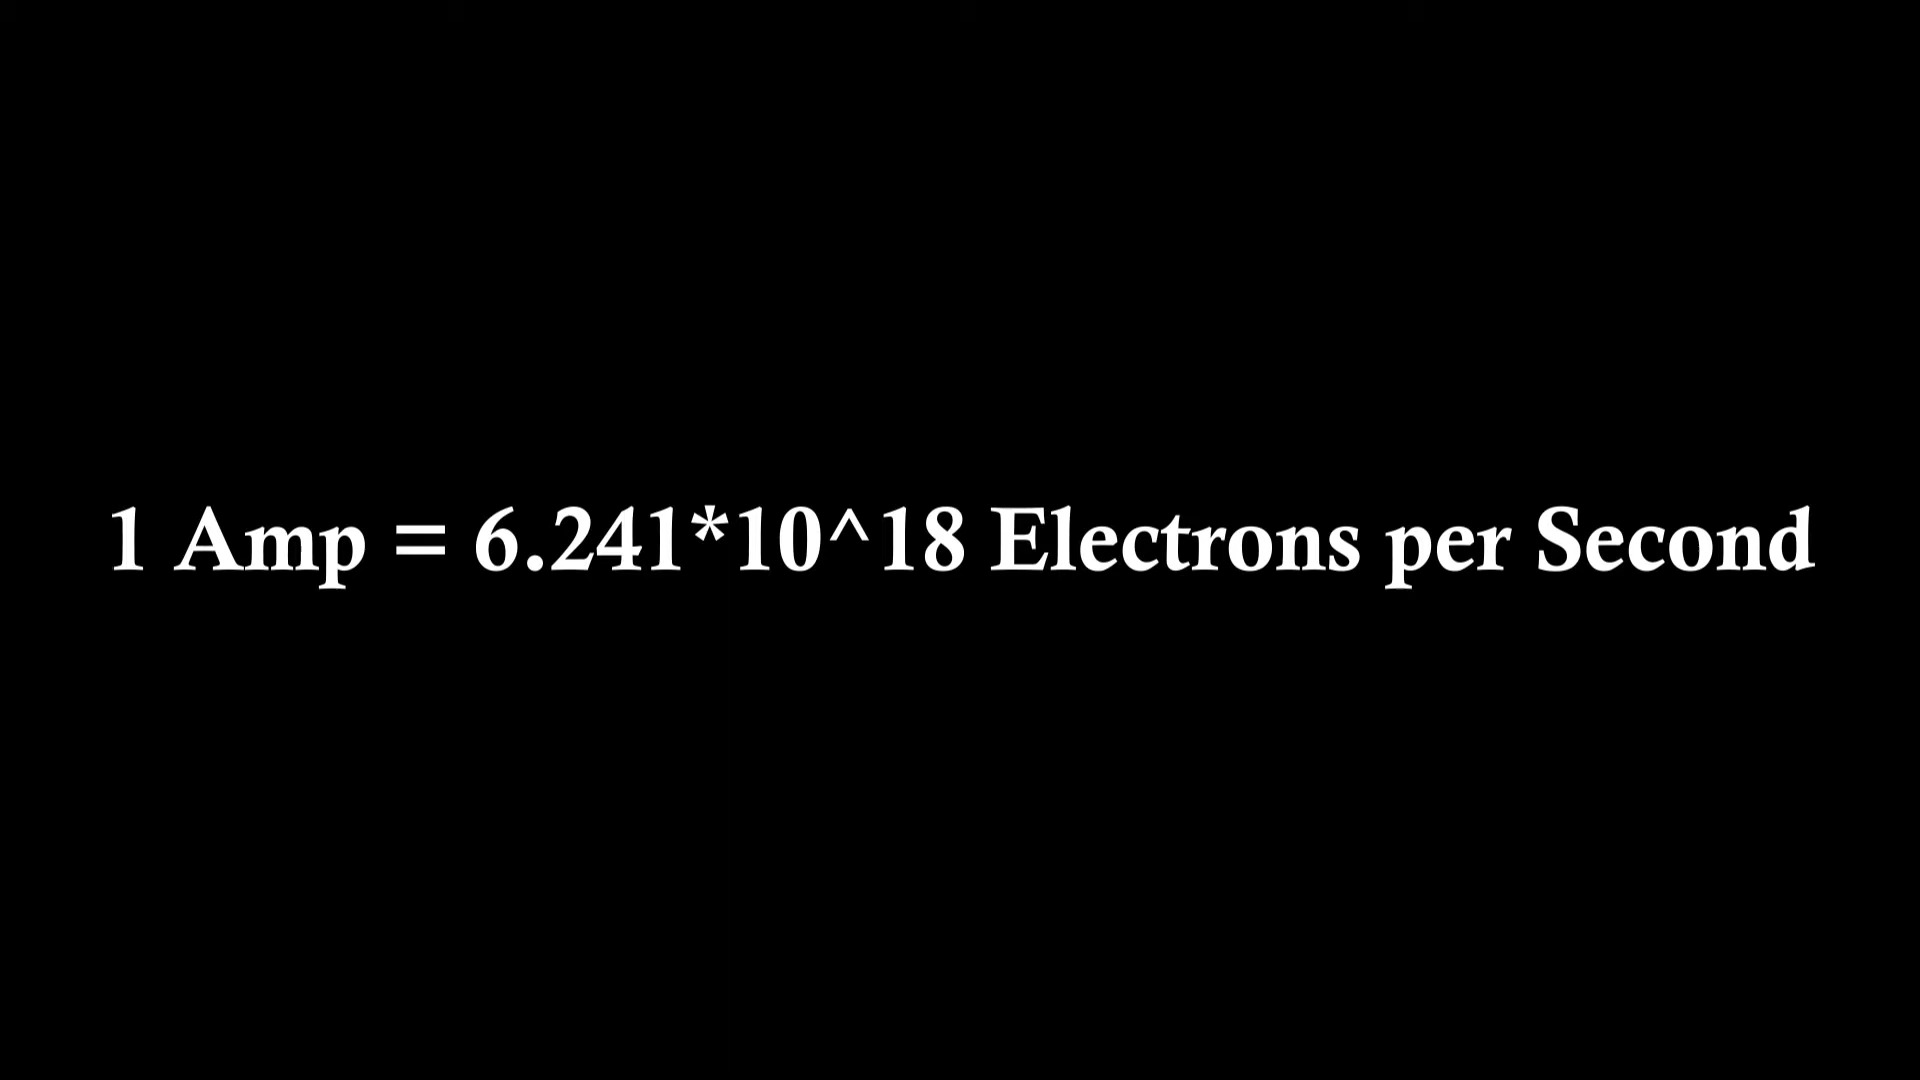 1 Amp = 6.241*10^18 Electrons per Second